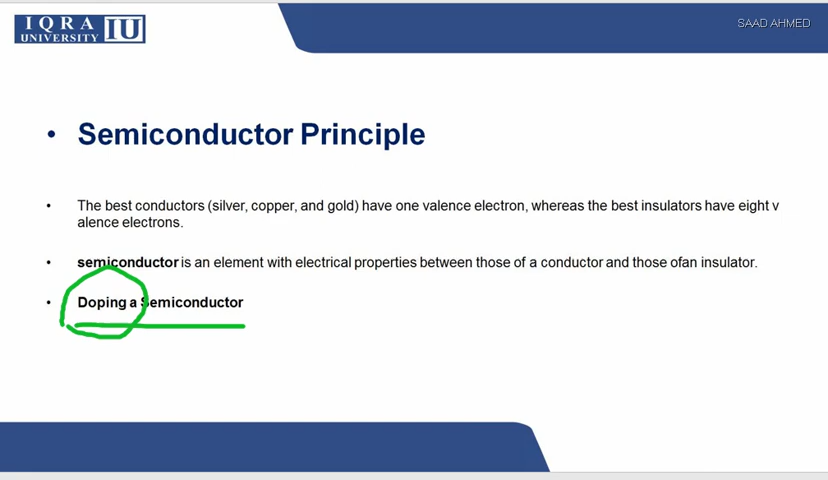 IQRA
UNIVERSITY IU
SAAD AHMED
• Semiconductor Principle
• The best conductors (silver, copper, and gold) have one valence electron, whereas the best insulators have eight v
alence electrons.
• semiconductor is an element with electrical properties between those of a conductor and those ofan insulator.
• Doping a Semiconductor